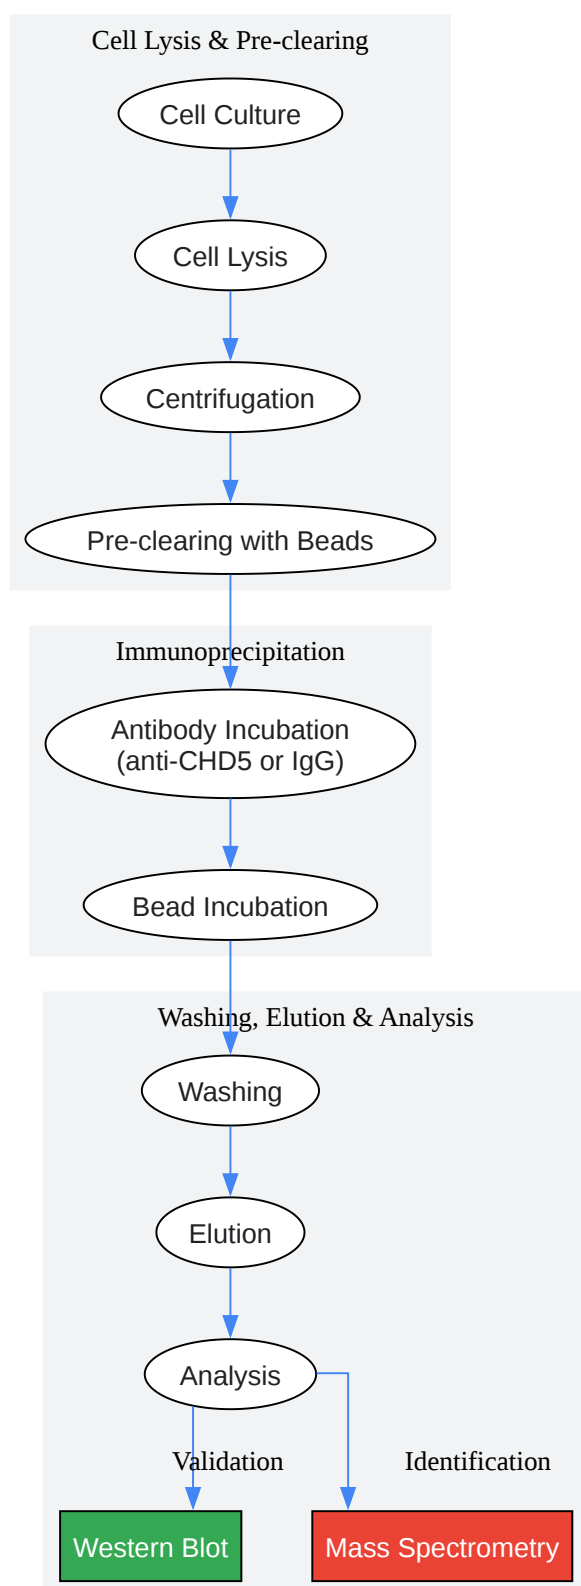 Cell Lysis & Pre-clearing
Cell Culture
Cell Lysis
Centrifugation
Pre-clearing with Beads
Immunoprecipitation
Antibody Incubation
(anti-CHD5 or IgG)
Bead Incubation
Washing, Elution & Analysis
Washing
Elution
Analysis
Validation
Identification
Western Blot
Mass Spectrometry